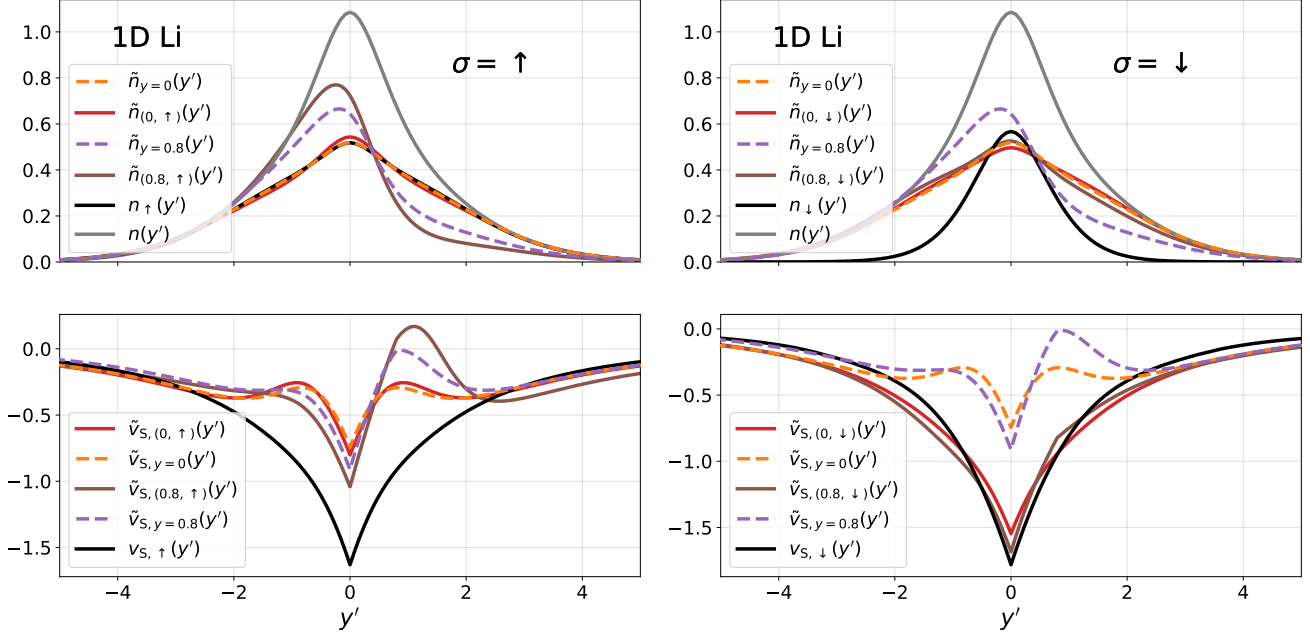 1D Li
σ = ↑
ñ_{y=0}(y′)
ñ_{(0, ↑)}(y′)
ñ_{y=0.8}(y′)
ñ_{(0.8, ↑)}(y′)
n_↑(y′)
n(y′)
1.0
0.8
0.6
0.4
0.2
0.0
1D Li
σ = ↓
ñ_{y=0}(y′)
ñ_{(0, ↓)}(y′)
ñ_{y=0.8}(y′)
ñ_{(0.8, ↓)}(y′)
n_↓(y′)
n(y′)
1.0
0.8
0.6
0.4
0.2
0.0
0.0
−0.5
−1.0
−1.5
ṽ_{S, (0, ↑)}(y′)
ṽ_{S, y=0}(y′)
ṽ_{S, (0.8, ↑)}(y′)
ṽ_{S, y=0.8}(y′)
v_{S, ↑}(y′)
−4 −2 0 2 4
y′
0.0
−0.5
−1.0
−1.5
ṽ_{S, (0, ↓)}(y′)
ṽ_{S, y=0}(y′)
ṽ_{S, (0.8, ↓)}(y′)
ṽ_{S, y=0.8}(y′)
v_{S, ↓}(y′)
−4 −2 0 2 4
y′